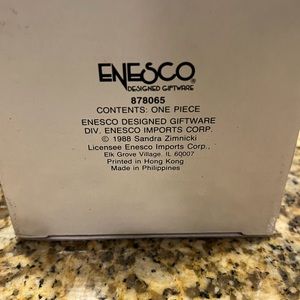 ENESCO®
DESIGNED GIFTWARE
878065
CONTENTS: ONE PIECE
ENESCO DESIGNED GIFTWARE
DIV. ENESCO IMPORTS CORP.
© 1988 Sandra Zimnicki
Licensee Enesco Imports Corp.,
Elk Grove Village, IL 60007
Printed in Hong Kong
Made in Philippines